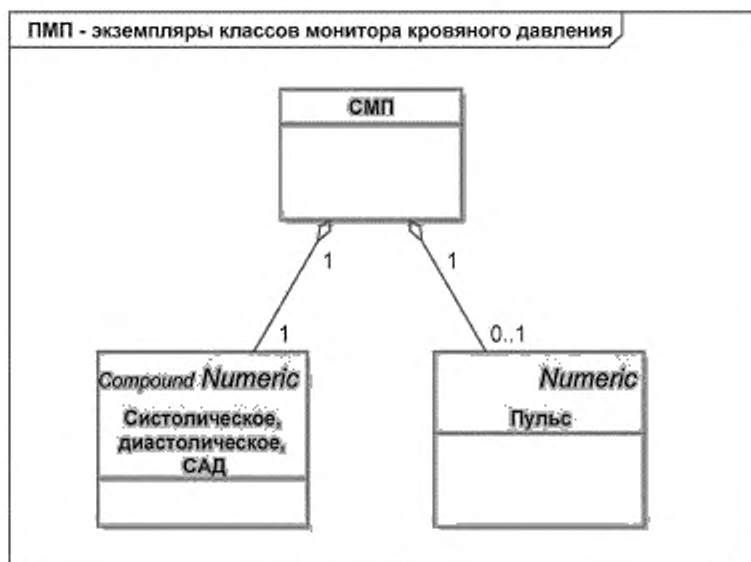 ПМП - экземпляры классов монитора кровяного давления
СМП
1
1
1
0..1
Compound Numeric
Систолическое,
диастолическое,
САД
Numeric
Пульс